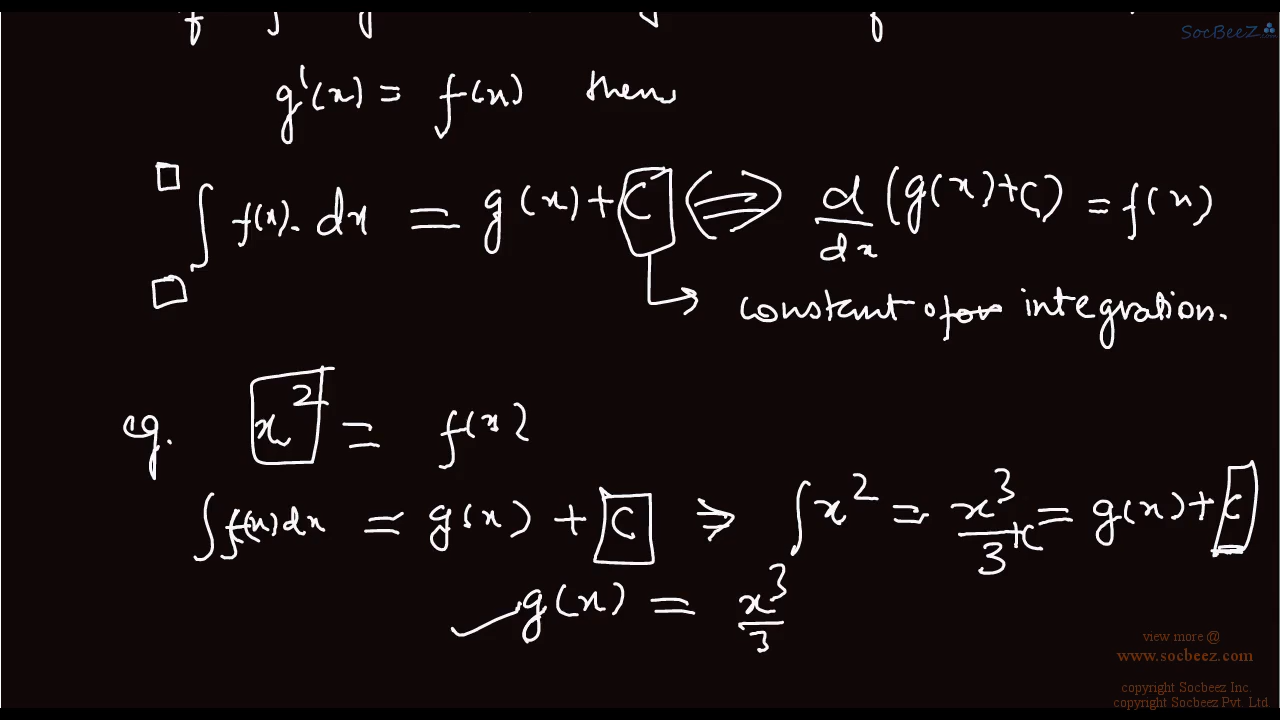 SocBeeZ
g'(x) = f(x) then
∫ f(x). dx = g(x) + C ⟺ d/dx (g(x)+C) = f(x)
constant of integration.
eg. x² = f(x)
∫f(x)dx = g(x) + C ⇒ ∫x² = x³/3 + C = g(x) + C
g(x) = x³/3
view more @
www.socbeez.com
copyright Socbeez Inc.
copyright Socbeez Pvt. Ltd.